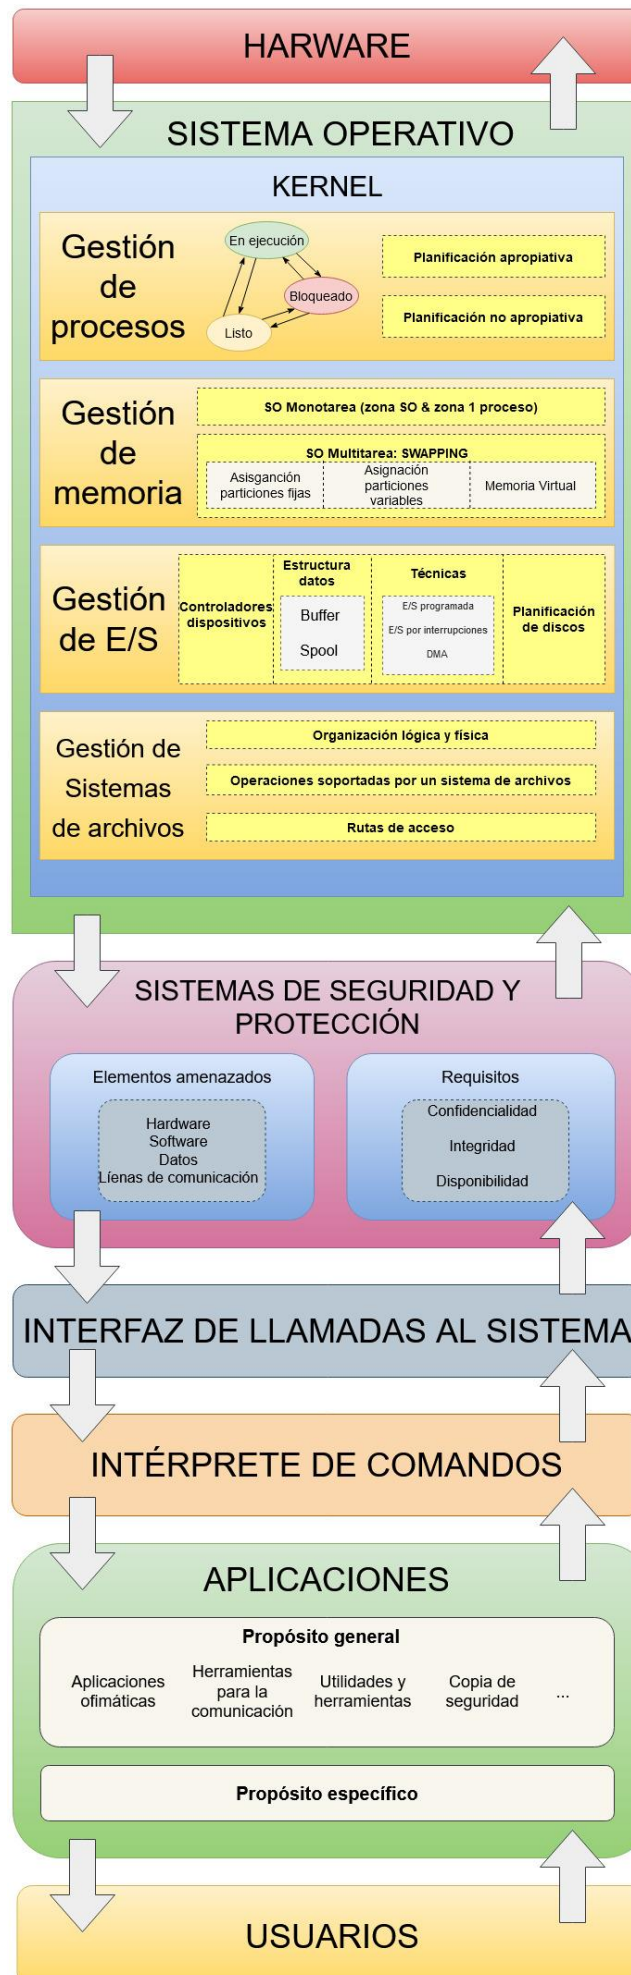 HARWARE
SISTEMA OPERATIVO
KERNEL
Gestión
de
procesos
En ejecución
Bloqueado
Listo
Planificación apropiativa
Planificación no apropiativa
Gestión
de
memoria
SO Monotarea (zona SO & zona 1 proceso)
SO Multitarea: SWAPPING
Asisganción
particiones fijas
Asignación
particiones
variables
Memoria Virtual
Gestión
de E/S
Controladores
dispositivos
Estructura
datos
Buffer
Spool
Técnicas
E/S programada
E/S por interrupciones
DMA
Planificación
de discos
Gestión de
Sistemas
de archivos
Organización lógica y física
Operaciones soportadas por un sistema de archivos
Rutas de acceso
SISTEMAS DE SEGURIDAD Y
PROTECCIÓN
Elementos amenazados
Hardware
Software
Datos
Líenas de comunicación
Requisitos
Confidencialidad
Integridad
Disponibilidad
INTERFAZ DE LLAMADAS AL SISTEMA
INTÉRPRETE DE COMANDOS
APLICACIONES
Propósito general
Aplicaciones
ofimáticas
Herramientas
para la
comunicación
Utilidades y
herramientas
Copia de
seguridad
...
Propósito específico
USUARIOS